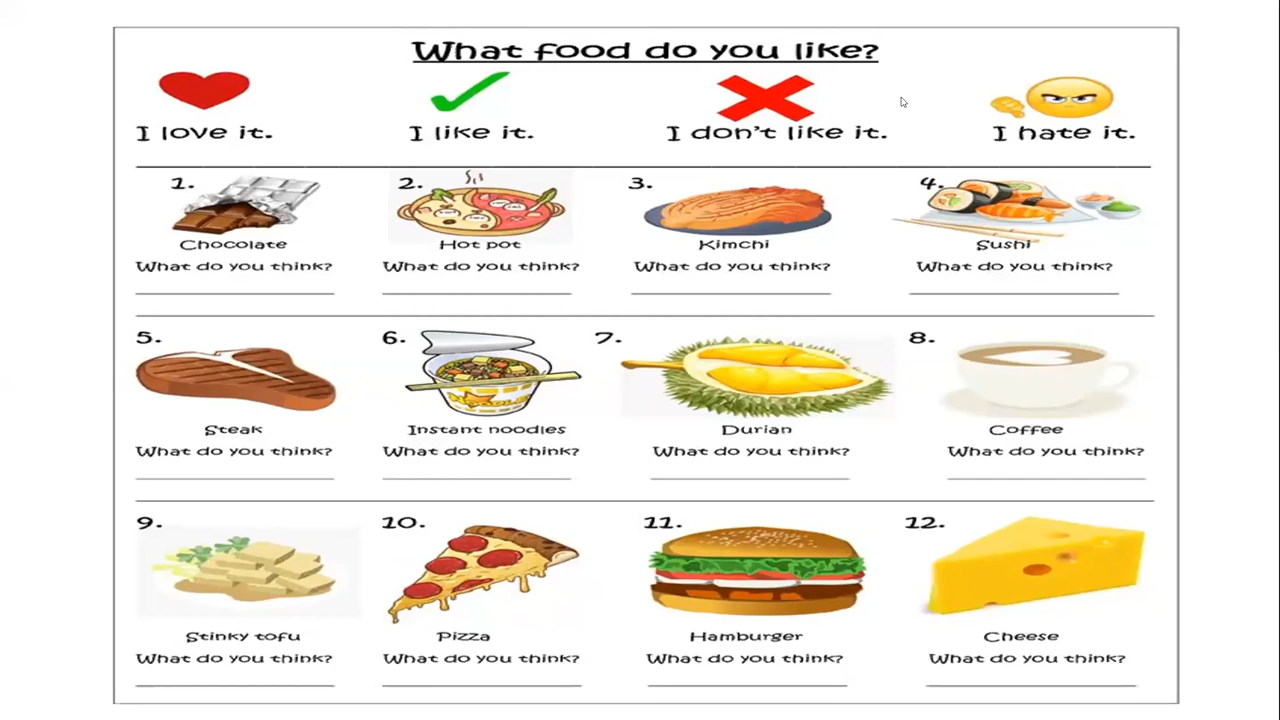 What food do you like?
I love it.
I like it.
I don't like it.
I hate it.
1.
Chocolate
What do you think?
2.
Hot pot
What do you think?
3.
Kimchi
What do you think?
4.
Sushi
What do you think?
5.
Steak
What do you think?
6.
Instant noodles
What do you think?
7.
Durian
What do you think?
8.
Coffee
What do you think?
9.
Stinky tofu
What do you think?
10.
Pizza
What do you think?
11.
Hamburger
What do you think?
12.
Cheese
What do you think?